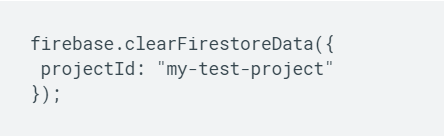 firebase.clearFirestoreData({
 projectId: "my-test-project"
});